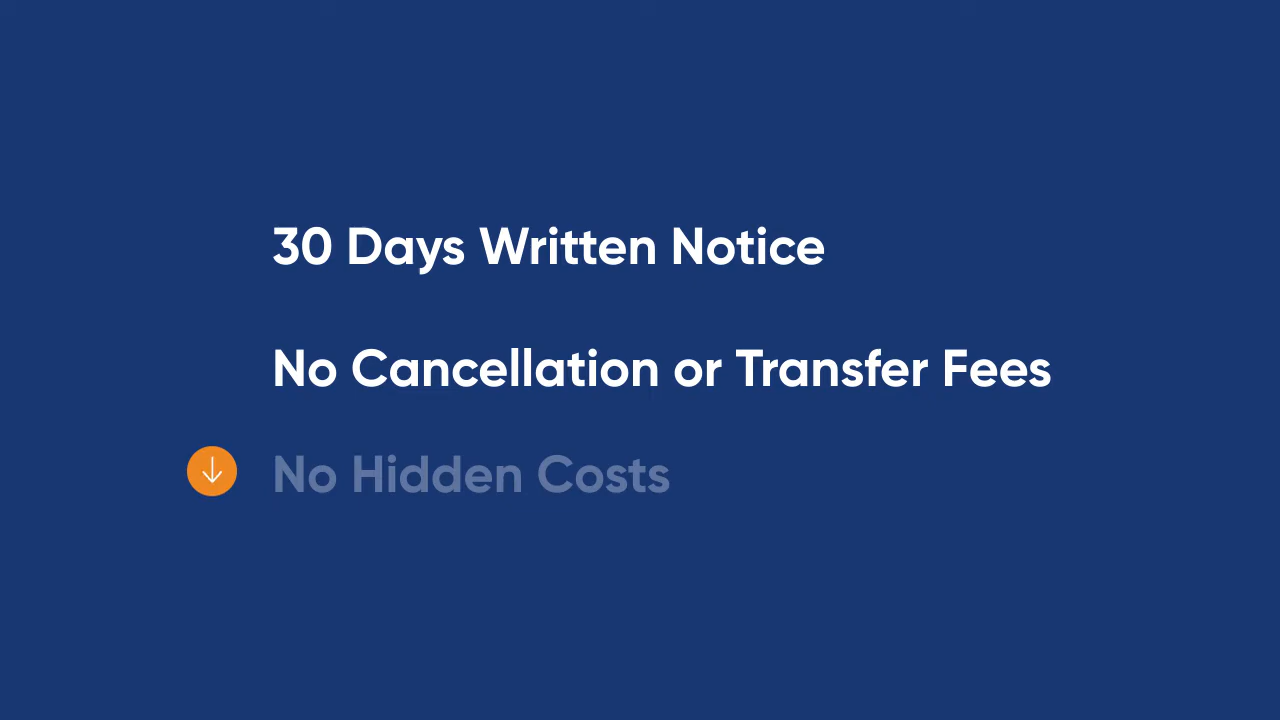 30 Days Written Notice
No Cancellation or Transfer Fees
No Hidden Costs